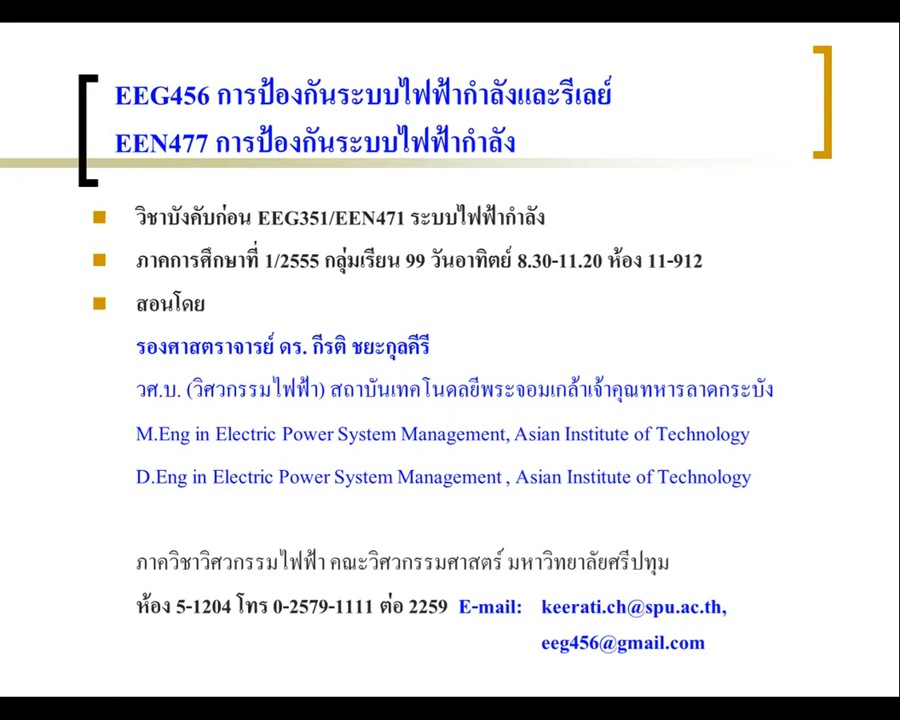 EEG456 การป้องกันระบบไฟฟ้ากำลังและรีเลย์
EEN477 การป้องกันระบบไฟฟ้ากำลัง
วิชาบังคับก่อน EEG351/EEN471 ระบบไฟฟ้ากำลัง
ภาคการศึกษาที่ 1/2555 กลุ่มเรียน 99 วันอาทิตย์ 8.30-11.20 ห้อง 11-912
สอนโดย
รองศาสตราจารย์ ดร. กีรติ ชยะกุลคีรี
วศ.บ. (วิศวกรรมไฟฟ้า) สถาบันเทคโนดลยีพระจอมเกล้าเจ้าคุณทหารลาดกระบัง
M.Eng in Electric Power System Management, Asian Institute of Technology
D.Eng in Electric Power System Management , Asian Institute of Technology
ภาควิชาวิศวกรรมไฟฟ้า คณะวิศวกรรมศาสตร์ มหาวิทยาลัยศรีปทุม
ห้อง 5-1204 โทร 0-2579-1111 ต่อ 2259 E-mail: keerati.ch@spu.ac.th,
eeg456@gmail.com